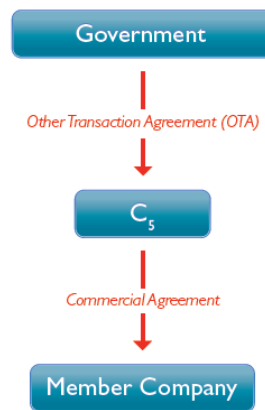 Government
Other Transaction Agreement (OTA)
C₅
Commercial Agreement
Member Company